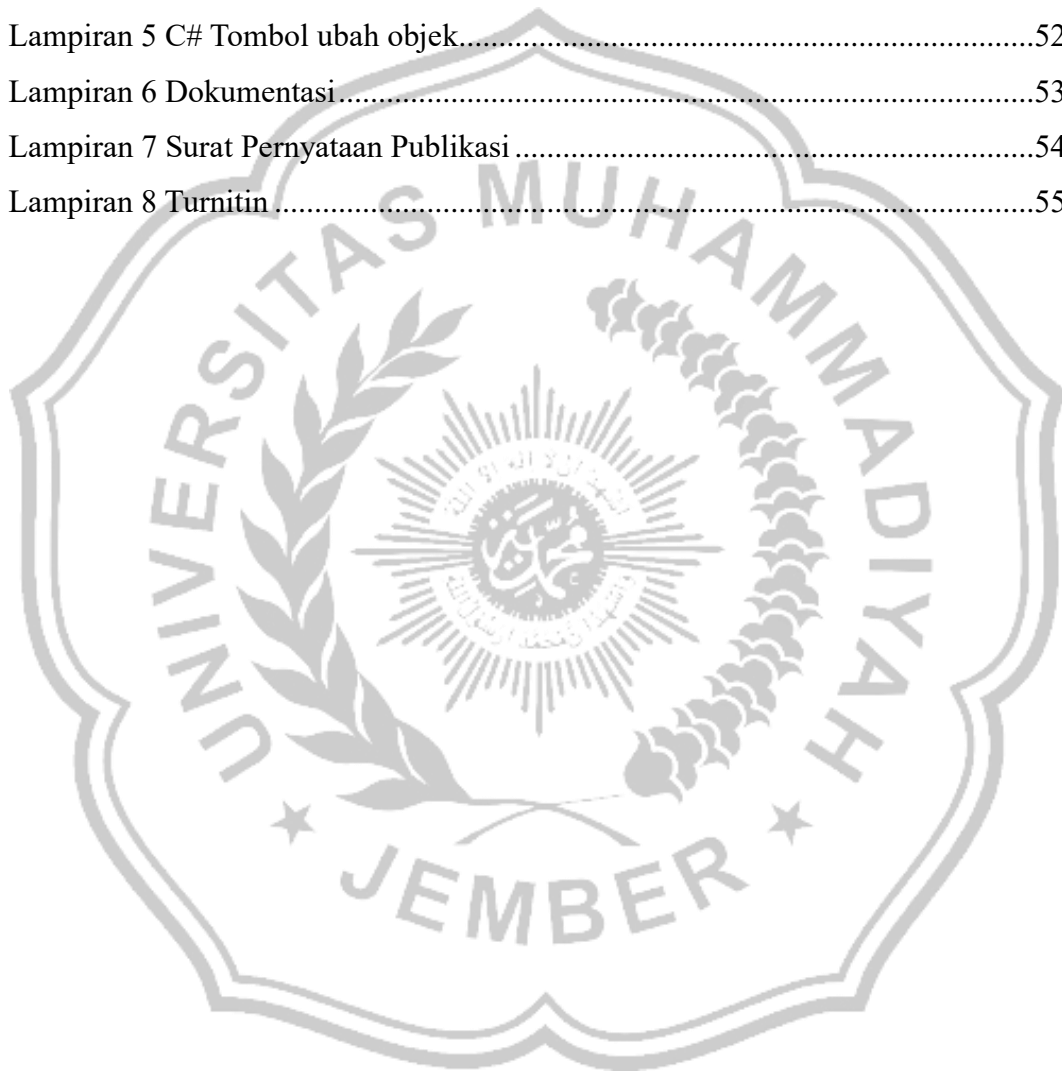 Lampiran 5 C# Tombol ubah objek.........................................................................52
Lampiran 6 Dokumentasi........................................................................................53
Lampiran 7 Surat Pernyataan Publikasi..................................................................54
Lampiran 8 Turnitin................................................................................................55
UNIVERSITAS MUHAMMADIYAH
JEMBER